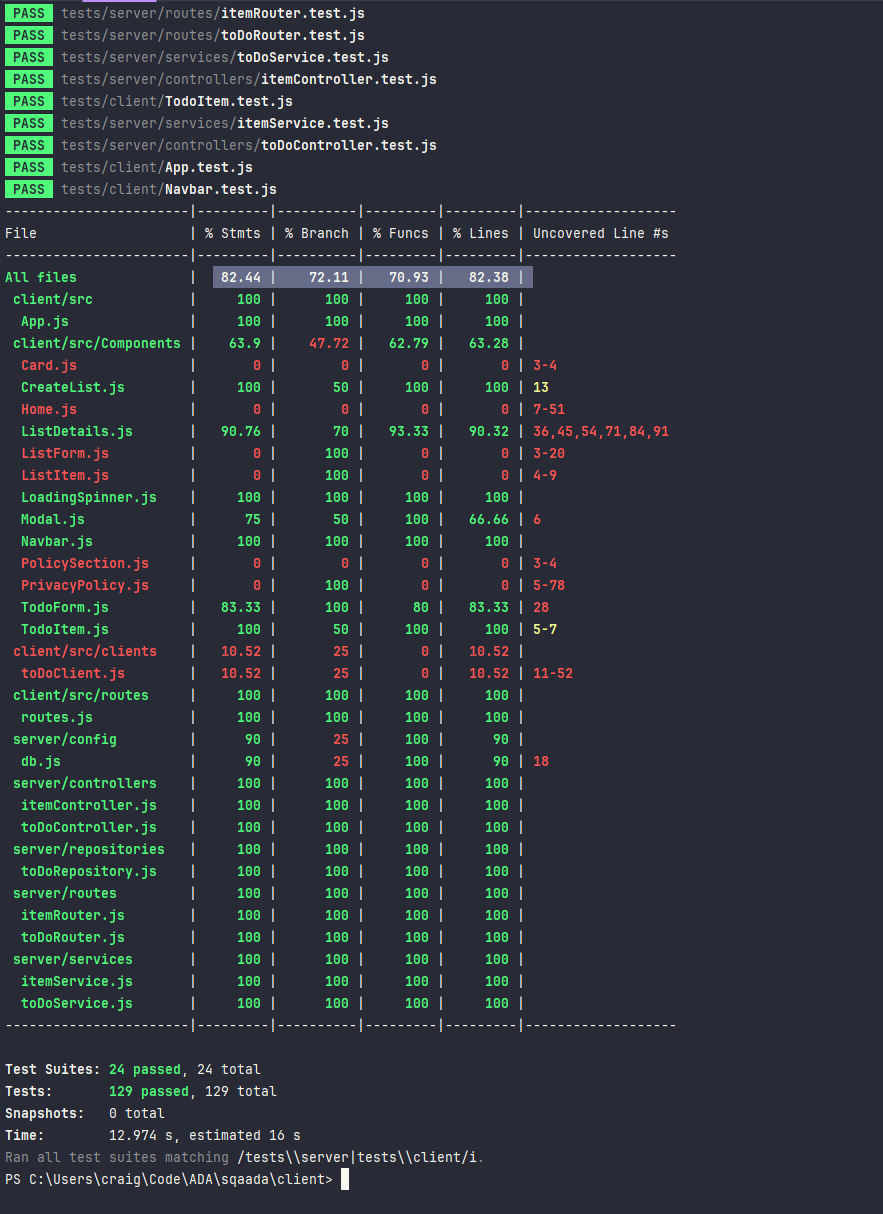 PASS tests/server/routes/itemRouter.test.js
PASS tests/server/routes/toDoRouter.test.js
PASS tests/server/services/toDoService.test.js
PASS tests/server/controllers/itemController.test.js
PASS tests/client/TodoItem.test.js
PASS tests/server/services/itemService.test.js
PASS tests/server/controllers/toDoController.test.js
PASS tests/client/App.test.js
PASS tests/client/Navbar.test.js
-----------------------|---------|----------|---------|---------|-------------------
File                   | % Stmts | % Branch | % Funcs | % Lines | Uncovered Line #s
-----------------------|---------|----------|---------|---------|-------------------
All files              |   82.44 |    72.11 |   70.93 |   82.38 |
 client/src            |     100 |      100 |     100 |     100 |
  App.js               |     100 |      100 |     100 |     100 |
 client/src/Components |    63.9 |    47.72 |   62.79 |   63.28 |
  Card.js              |       0 |        0 |       0 |       0 | 3-4
  CreateList.js        |     100 |       50 |     100 |     100 | 13
  Home.js              |       0 |        0 |       0 |       0 | 7-51
  ListDetails.js       |   90.76 |       70 |   93.33 |   90.32 | 36,45,54,71,84,91
  ListForm.js          |       0 |      100 |       0 |       0 | 3-20
  ListItem.js          |       0 |      100 |       0 |       0 | 4-9
  LoadingSpinner.js    |     100 |      100 |     100 |     100 |
  Modal.js             |      75 |       50 |     100 |   66.66 | 6
  Navbar.js            |     100 |      100 |     100 |     100 |
  PolicySection.js     |       0 |        0 |       0 |       0 | 3-4
  PrivacyPolicy.js     |       0 |      100 |       0 |       0 | 5-78
  TodoForm.js          |   83.33 |      100 |      80 |   83.33 | 28
  TodoItem.js          |     100 |       50 |     100 |     100 | 5-7
 client/src/clients    |   10.52 |       25 |       0 |   10.52 |
  toDoClient.js        |   10.52 |       25 |       0 |   10.52 | 11-52
 client/src/routes     |     100 |      100 |     100 |     100 |
  routes.js            |     100 |      100 |     100 |     100 |
 server/config         |      90 |       25 |     100 |      90 |
  db.js                |      90 |       25 |     100 |      90 | 18
 server/controllers    |     100 |      100 |     100 |     100 |
  itemController.js    |     100 |      100 |     100 |     100 |
  toDoController.js    |     100 |      100 |     100 |     100 |
 server/repositories   |     100 |      100 |     100 |     100 |
  toDoRepository.js    |     100 |      100 |     100 |     100 |
 server/routes         |     100 |      100 |     100 |     100 |
  itemRouter.js        |     100 |      100 |     100 |     100 |
  toDoRouter.js        |     100 |      100 |     100 |     100 |
 server/services       |     100 |      100 |     100 |     100 |
  itemService.js       |     100 |      100 |     100 |     100 |
  toDoService.js       |     100 |      100 |     100 |     100 |
-----------------------|---------|----------|---------|---------|-------------------
Test Suites: 24 passed, 24 total
Tests:       129 passed, 129 total
Snapshots:   0 total
Time:        12.974 s, estimated 16 s
Ran all test suites matching /tests\\server|tests\\client/i.
PS C:\Users\craig\Code\ADA\sqaada\client>